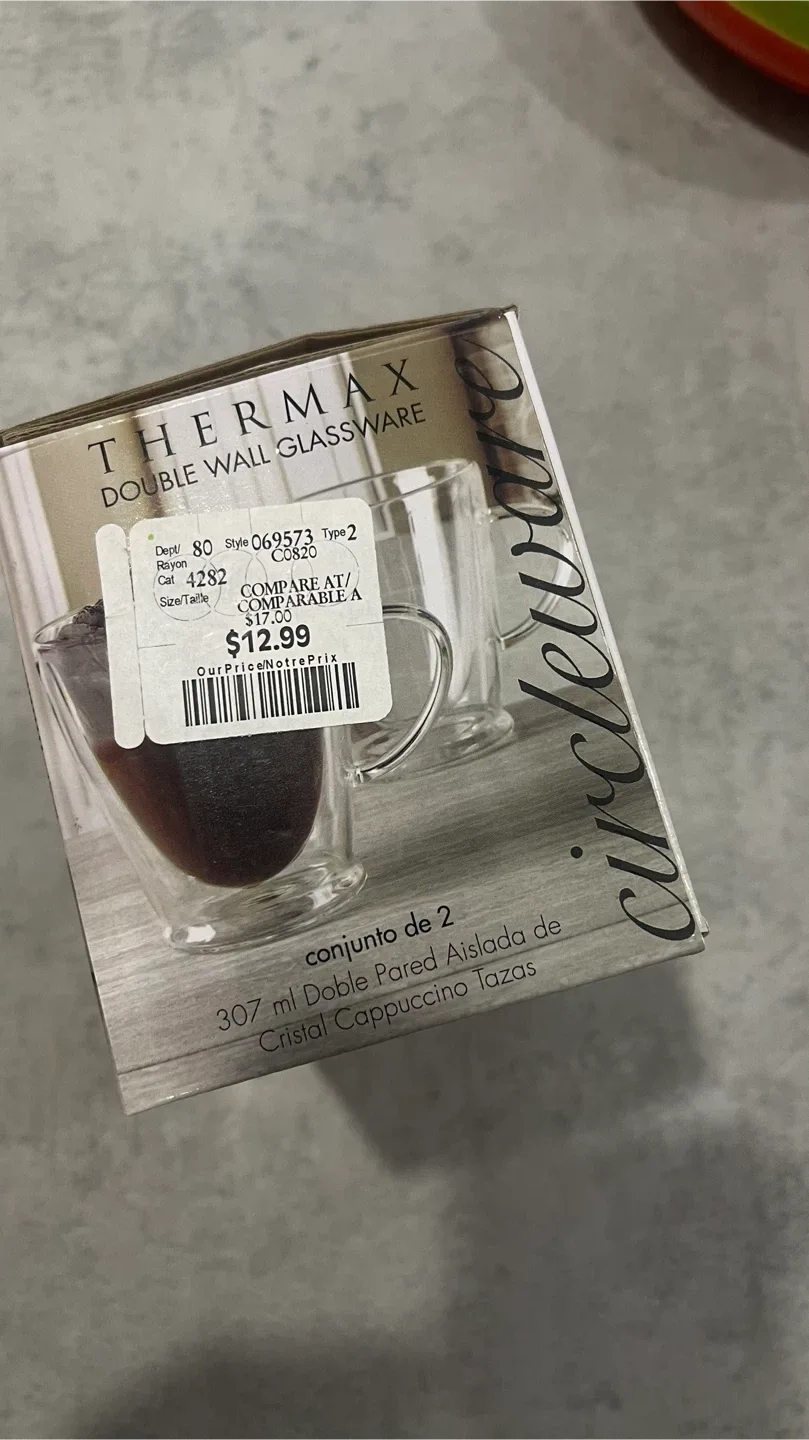 THERMAX
DOUBLE WALL GLASSWARE
circleware
Dept/ 80 Style 069573 Type 2
Rayon C0820
Cat 4282
Size/Taille
COMPARE AT/
COMPARABLE A
$17.00
$12.99
OurPrice/NotrePrix
conjunto de 2
307 ml Doble Pared Aislada de
Cristal Cappuccino Tazas